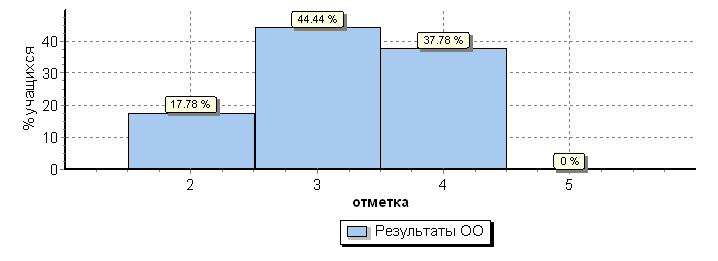 44.44 %
37.78 %
17.78 %
0 %
% учащихся
40
30
20
10
0
2 3 4 5
отметка
Результаты ОО